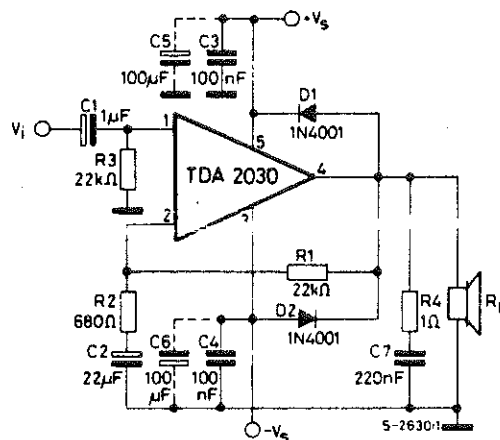 +Vs
C5
C3
100µF
100nF
D1
1N4001
C1
1µF
Vi
1
5
R3
22kΩ
TDA 2030
4
2
3
R1
22kΩ
R2
680Ω
D2
1N4001
R4
1Ω
C2
22µF
C6
100
µF
C4
100
nF
C7
220nF
-Vs